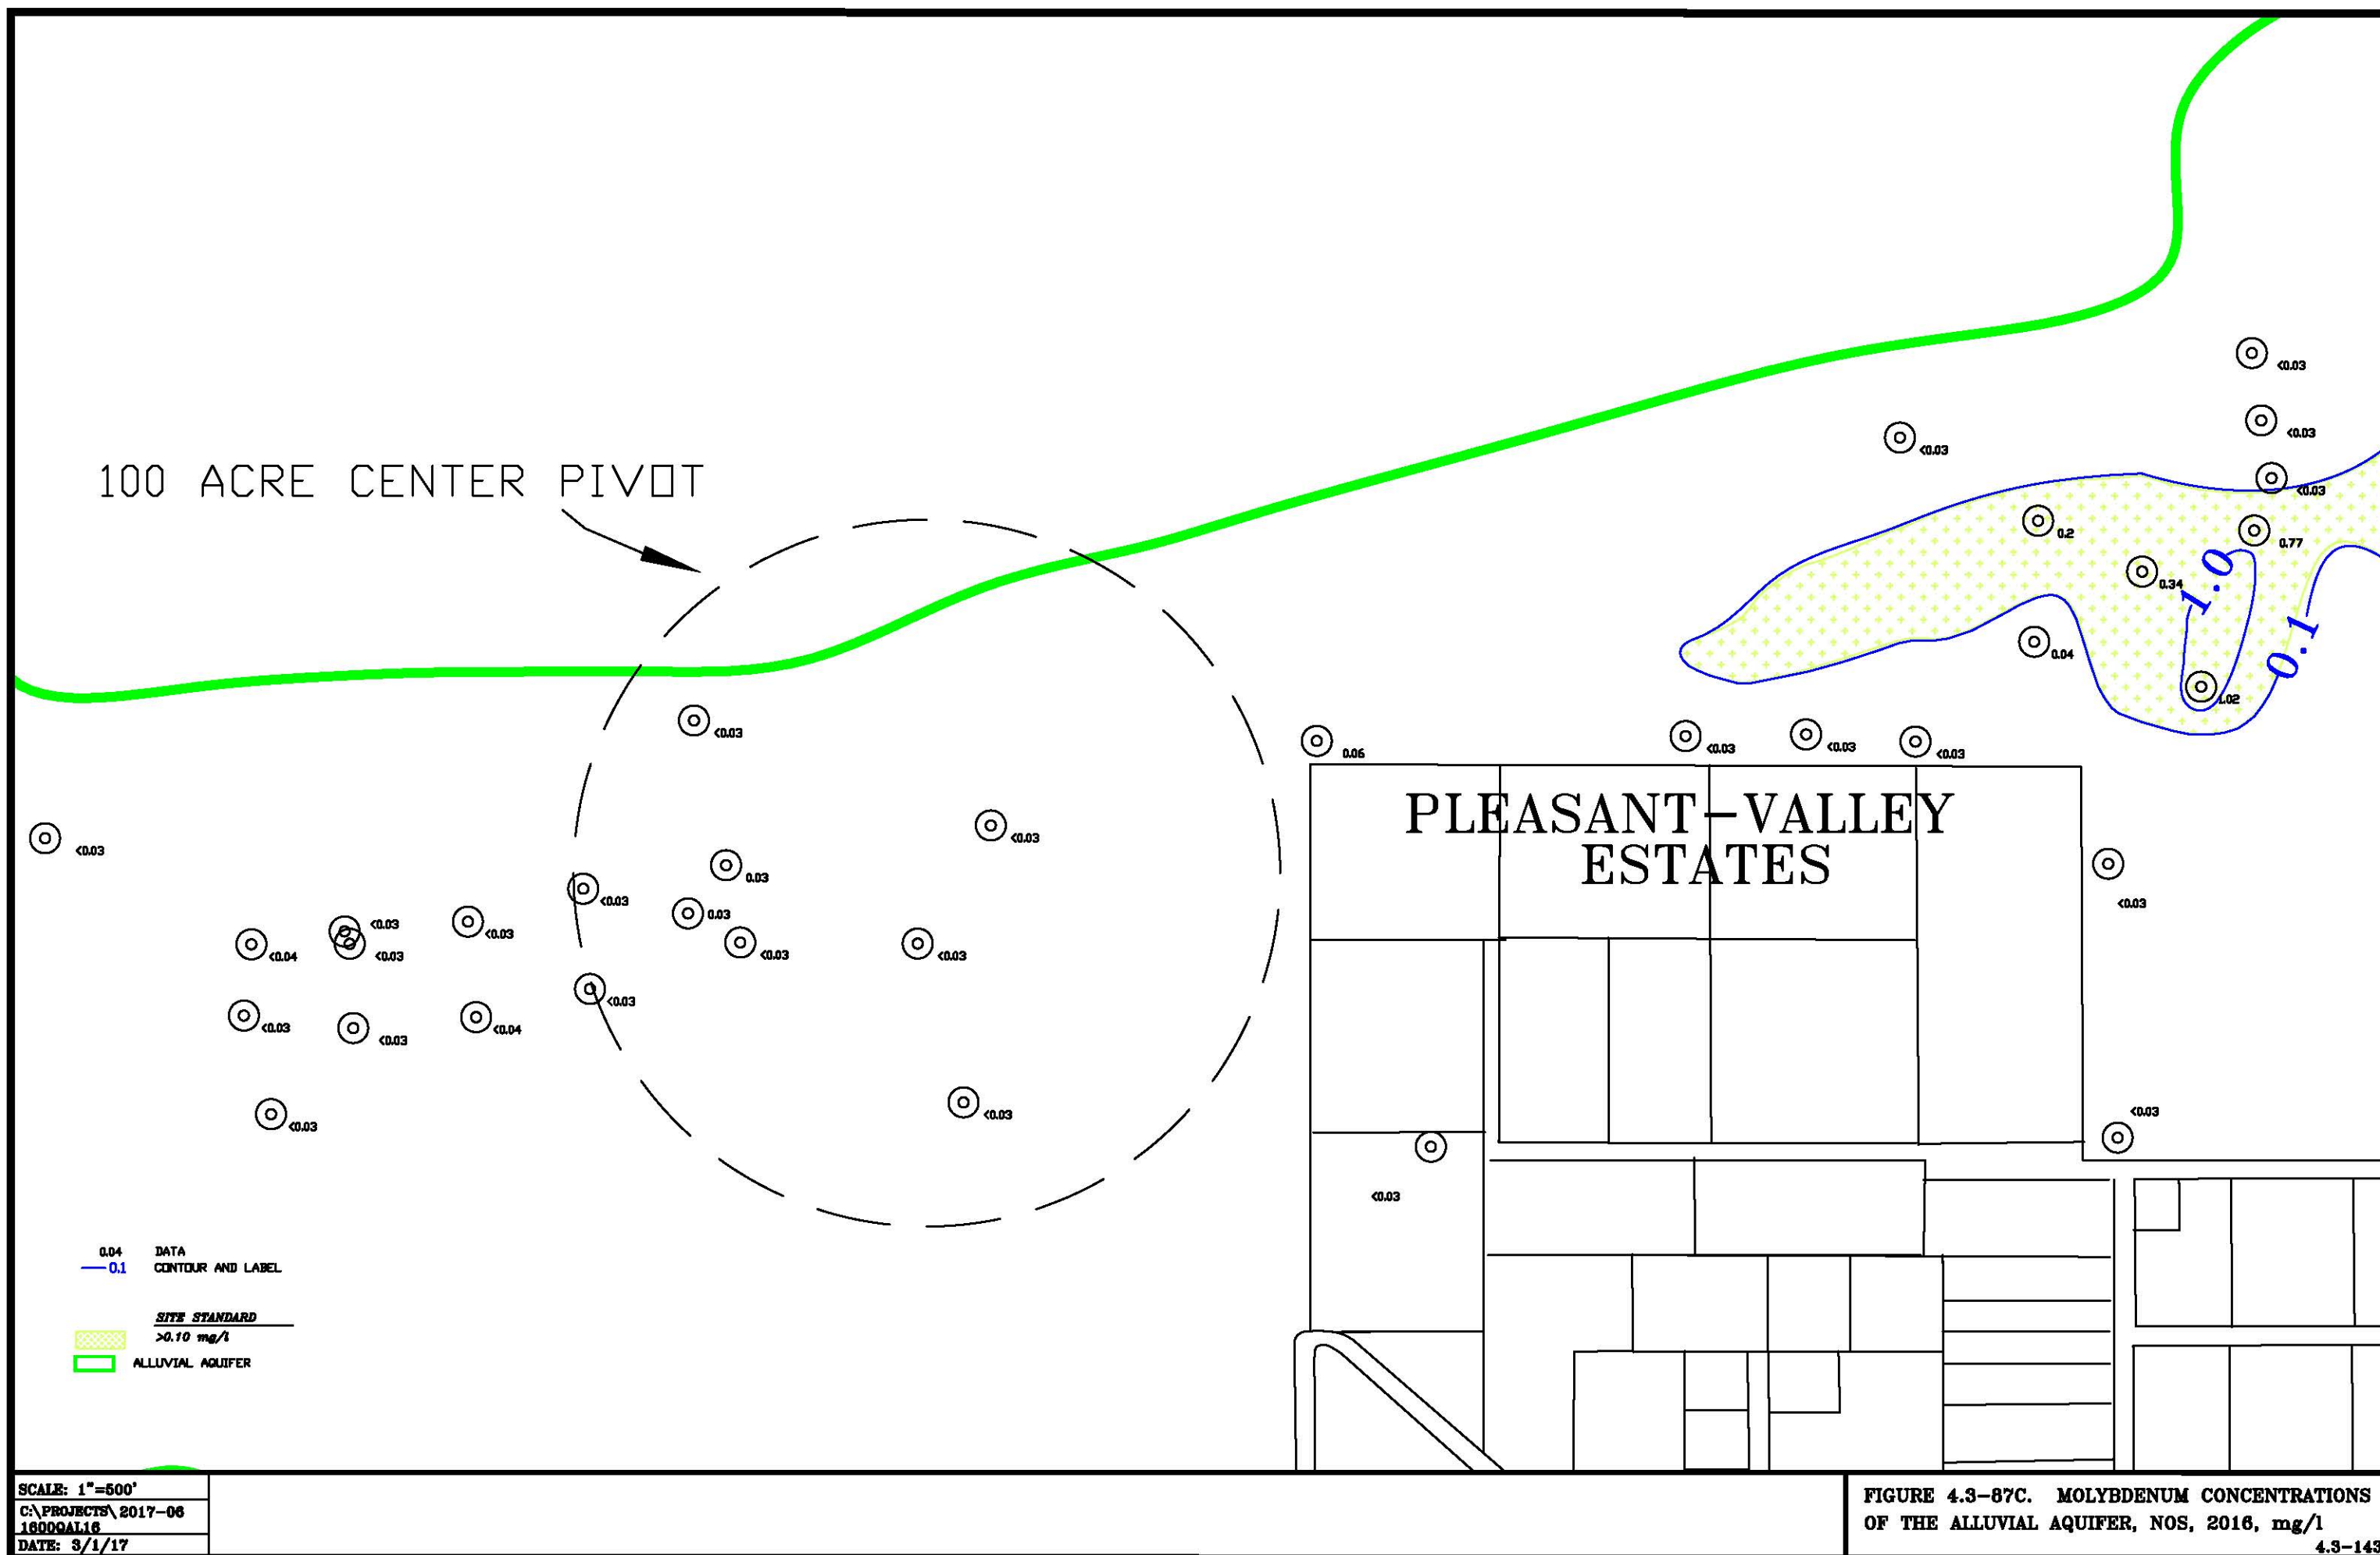 <0.03
<0.03
<0.03
100 ACRE CENTER PIVOT
<0.03
0.2
0.77
0.34
1.0
0.1
0.04
1.02
<0.03
0.06
<0.03
<0.03
<0.03
PLEASANT-VALLEY
ESTATES
<0.03
<0.03
0.03
<0.03
0.03
<0.03
<0.03
<0.03
<0.04
<0.03
<0.03
<0.03
<0.03
<0.03
<0.03
<0.04
<0.03
<0.03
<0.03
<0.03
<0.03
0.04 DATA
0.1 CONTOUR AND LABEL
SITE STANDARD
>0.10 mg/l
ALLUVIAL AQUIFER
SCALE: 1"=500'
C:\PROJECTS\2017-06
1600QAL16
DATE: 3/1/17
FIGURE 4.3-87C. MOLYBDENUM CONCENTRATIONS
OF THE ALLUVIAL AQUIFER, NOS, 2016, mg/l
4.3-143